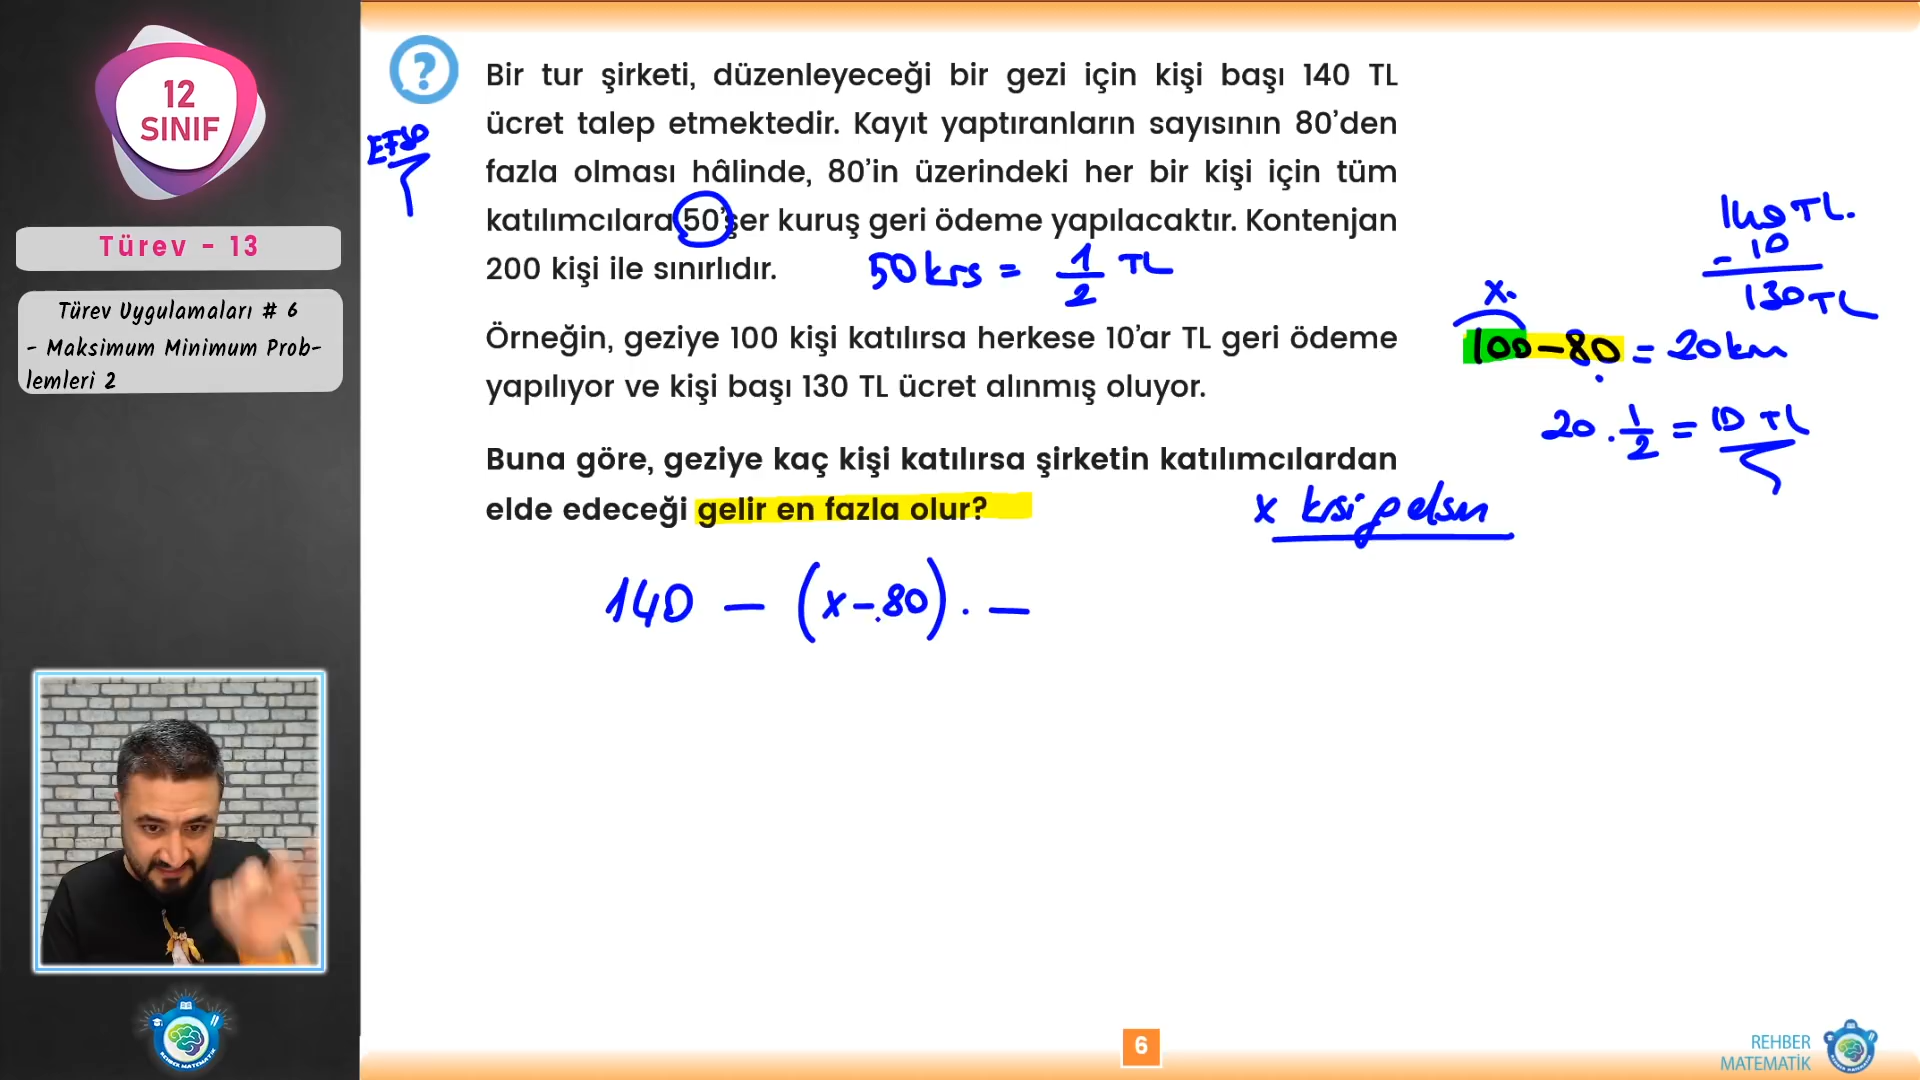 12
SINIF
Türev - 13
Türev Uygulamaları # 6
- Maksimum Minimum Prob-
lemleri 2
?
Bir tur şirketi, düzenleyeceği bir gezi için kişi başı 140 TL
ücret talep etmektedir. Kayıt yaptıranların sayısının 80'den
fazla olması hâlinde, 80'in üzerindeki her bir kişi için tüm
katılımcılara 50'şer kuruş geri ödeme yapılacaktır. Kontenjan
200 kişi ile sınırlıdır.
50 krş = 1/2 TL
Örneğin, geziye 100 kişi katılırsa herkese 10'ar TL geri ödeme
yapılıyor ve kişi başı 130 TL ücret alınmış oluyor.
Buna göre, geziye kaç kişi katılırsa şirketin katılımcılardan
elde edeceği gelir en fazla olur?
140 TL.
- 10
130 TL
x.
100 - 80 = 20
20 . 1/2 = 10 TL
x kişi gelsin
140 - (x - 80) . —
6
REHBER
MATEMATİK
REHBER MATEMATİK